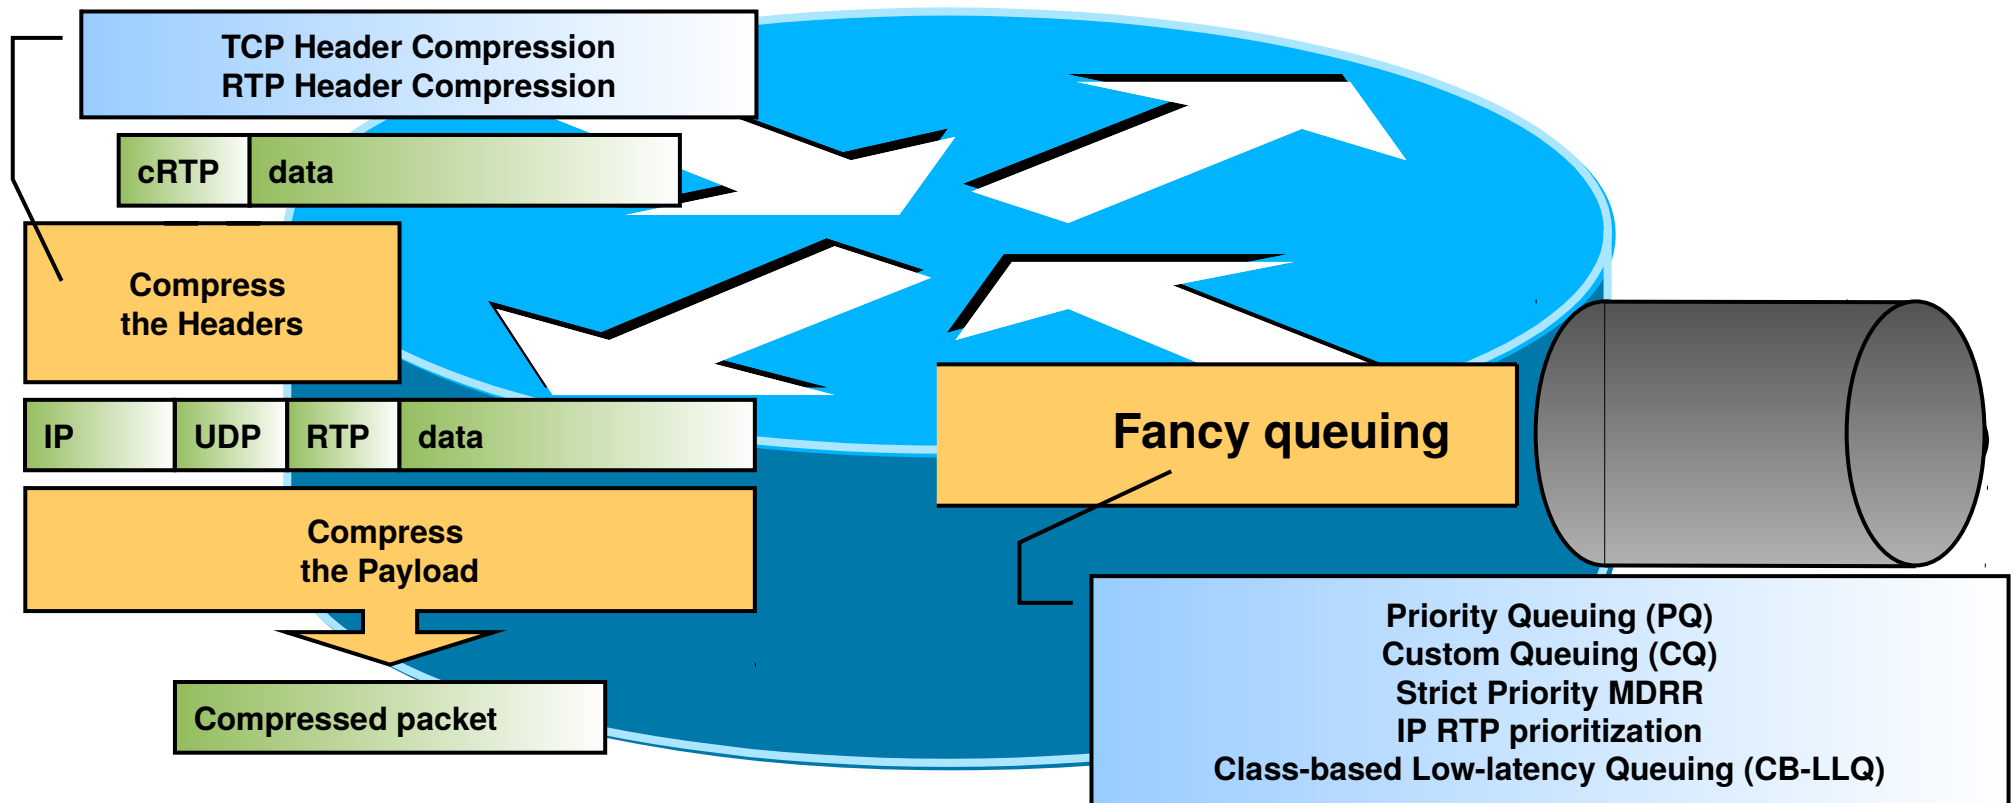 TCP Header Compression
RTP Header Compression
cRTP data
Compress
the Headers
IP UDP RTP data
Compress
the Payload
Compressed packet
Fancy queuing
Priority Queuing (PQ)
Custom Queuing (CQ)
Strict Priority MDRR
IP RTP prioritization
Class-based Low-latency Queuing (CB-LLQ)